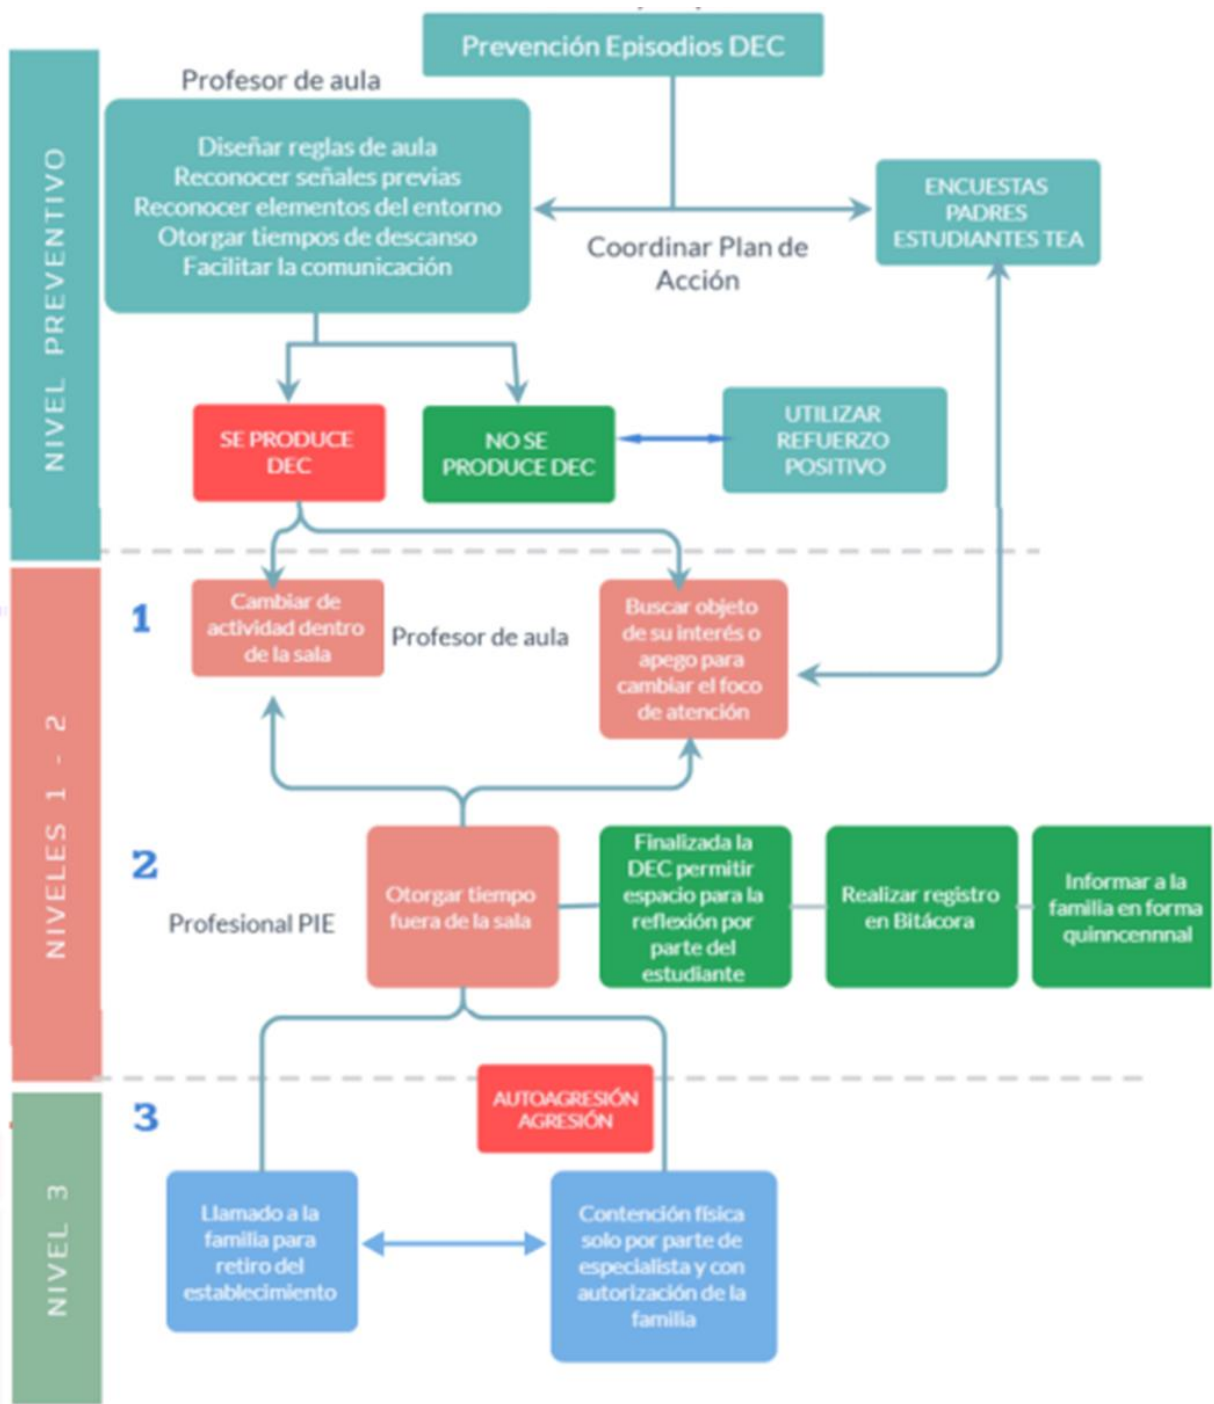 Prevención Episodios DEC
Profesor de aula
Diseñar reglas de aula
Reconocer señales previas
Reconocer elementos del entorno
Otorgar tiempos de descanso
Facilitar la comunicación
Coordinar Plan de
Acción
ENCUESTAS
PADRES
ESTUDIANTES TEA
NIVEL PREVENTIVO
SE PRODUCE
DEC
NO SE
PRODUCE DEC
UTILIZAR
REFUERZO
POSITIVO
NIVELES 1 - 2
1
Cambiar de
actividad dentro
de la sala
Profesor de aula
Buscar objeto
de su interés o
apego para
cambiar el foco
de atención
2
Profesional PIE
Otorgar tiempo
fuera de la sala
Finalizada la
DEC permitir
espacio para la
reflexión por
parte del
estudiante
Realizar registro
en Bitácora
Informar a la
familia en forma
quinncennnal
NIVEL 3
3
AUTOAGRESIÓN
AGRESIÓN
Llamado a la
familia para
retiro del
establecimiento
Contención física
solo por parte de
especialista y con
autorización de la
familia